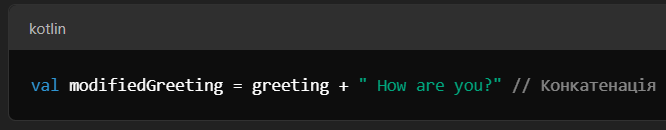 kotlin
val modifiedGreeting = greeting + " How are you?" // Конкатенація